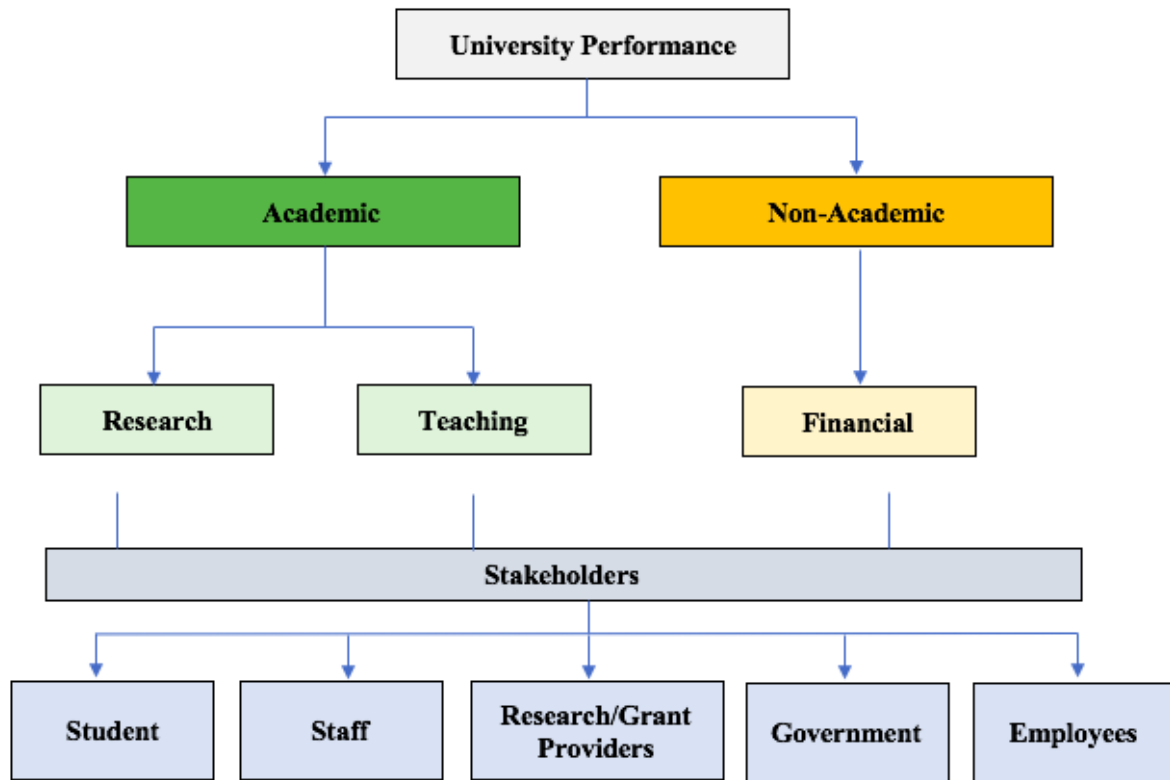 University Performance
Academic
Non-Academic
Research
Teaching
Financial
Stakeholders
Student
Staff
Research/Grant
Providers
Government
Employees